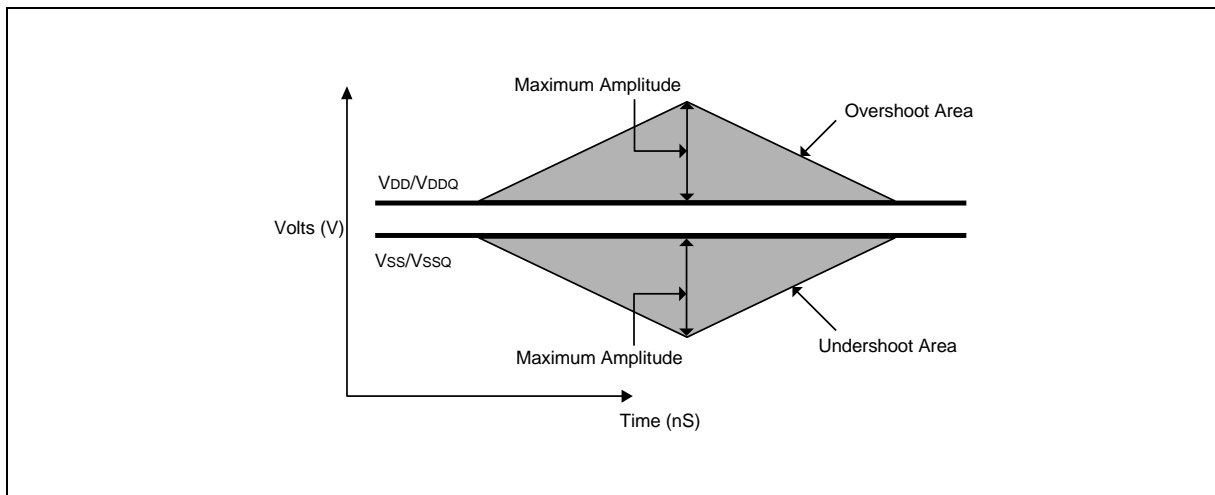 Maximum Amplitude
Overshoot Area
VDD/VDDQ
Volts (V)
VSS/VSSQ
Undershoot Area
Maximum Amplitude
Time (nS)